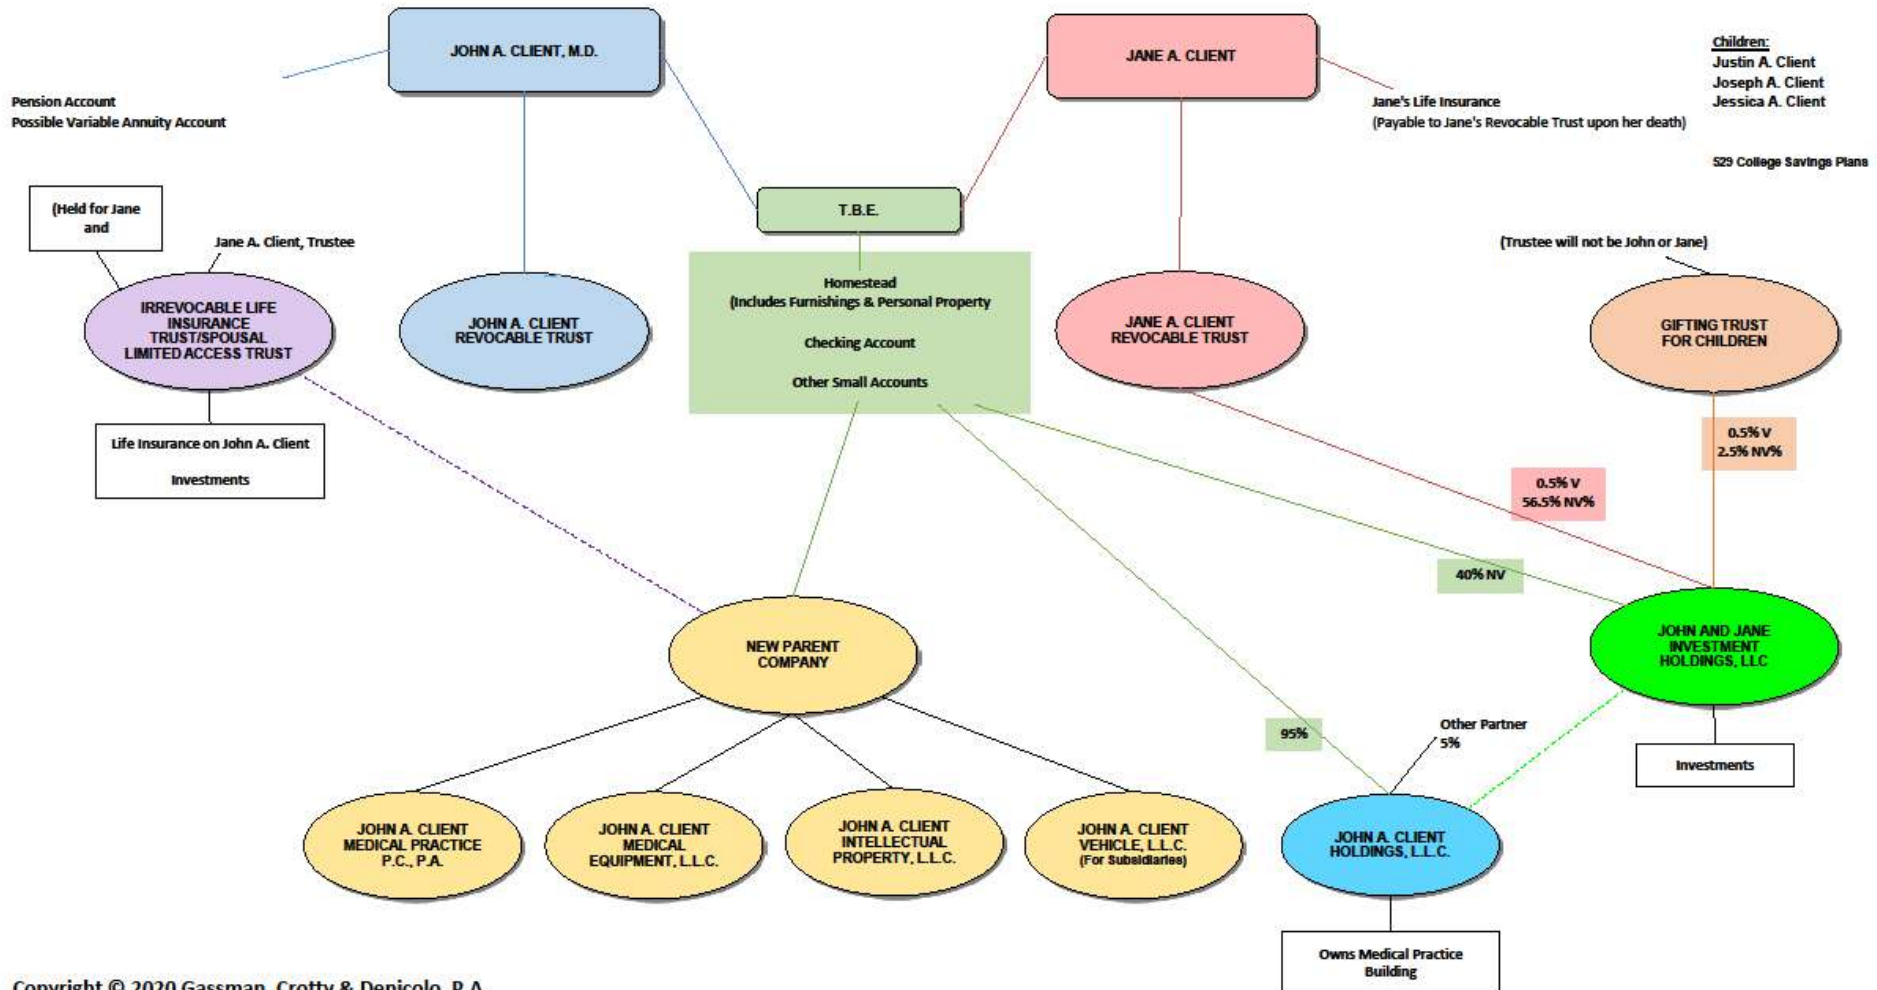 JOHN A. CLIENT, M.D.
JANE A. CLIENT
Children:
Justin A. Client
Joseph A. Client
Jessica A. Client
529 College Savings Plans
Pension Account
Possible Variable Annuity Account
Jane's Life Insurance
(Payable to Jane's Revocable Trust upon her death)
T.B.E.
(Held for Jane
and
Jane A. Client, Trustee
(Trustee will not be John or Jane)
IRREVOCABLE LIFE
INSURANCE
TRUST/SPOUSAL
LIMITED ACCESS TRUST
JOHN A. CLIENT
REVOCABLE TRUST
Homestead
(Includes Furnishings & Personal Property
Checking Account
Other Small Accounts
JANE A. CLIENT
REVOCABLE TRUST
GIFTING TRUST
FOR CHILDREN
Life Insurance on John A. Client
Investments
0.5% V
2.5% NV%
0.5% V
56.5% NV%
40% NV
NEW PARENT
COMPANY
JOHN AND JANE
INVESTMENT
HOLDINGS, LLC
95%
Other Partner
5%
Investments
JOHN A. CLIENT
MEDICAL PRACTICE
P.C., P.A.
JOHN A. CLIENT
MEDICAL
EQUIPMENT, L.L.C.
JOHN A. CLIENT
INTELLECTUAL
PROPERTY, L.L.C.
JOHN A. CLIENT
VEHICLE, L.L.C.
(For Subsidiaries)
JOHN A. CLIENT
HOLDINGS, L.L.C.
Owns Medical Practice
Building
Copyright © 2020 Gassman, Crotty & Denicolo, P.A.